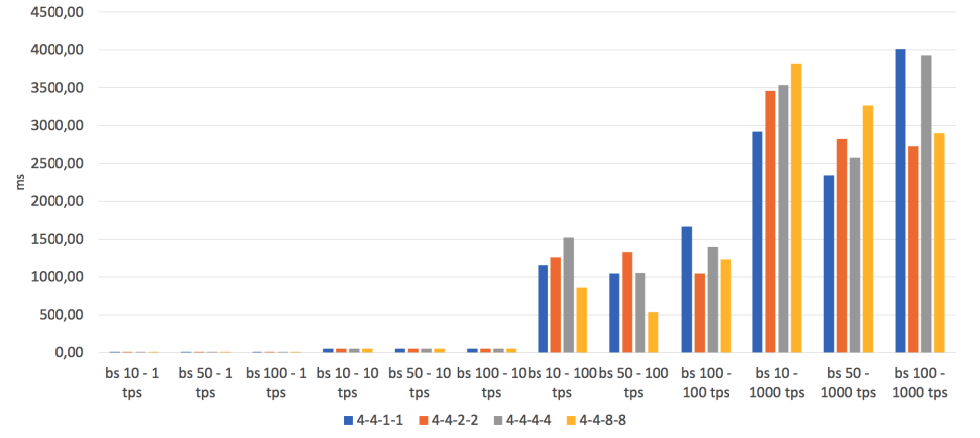 4500,00
4000,00
3500,00
3000,00
2500,00
2000,00
1500,00
1000,00
500,00
0,00
ms
bs 10 - 1 tps
bs 50 - 1 tps
bs 100 - 1 tps
bs 10 - 10 tps
bs 50 - 10 tps
bs 100 - 10 tps
bs 10 - 100 tps
bs 50 - 100 tps
bs 100 - 100 tps
bs 10 - 1000 tps
bs 50 - 1000 tps
bs 100 - 1000 tps
4-4-1-1 4-4-2-2 4-4-4-4 4-4-8-8